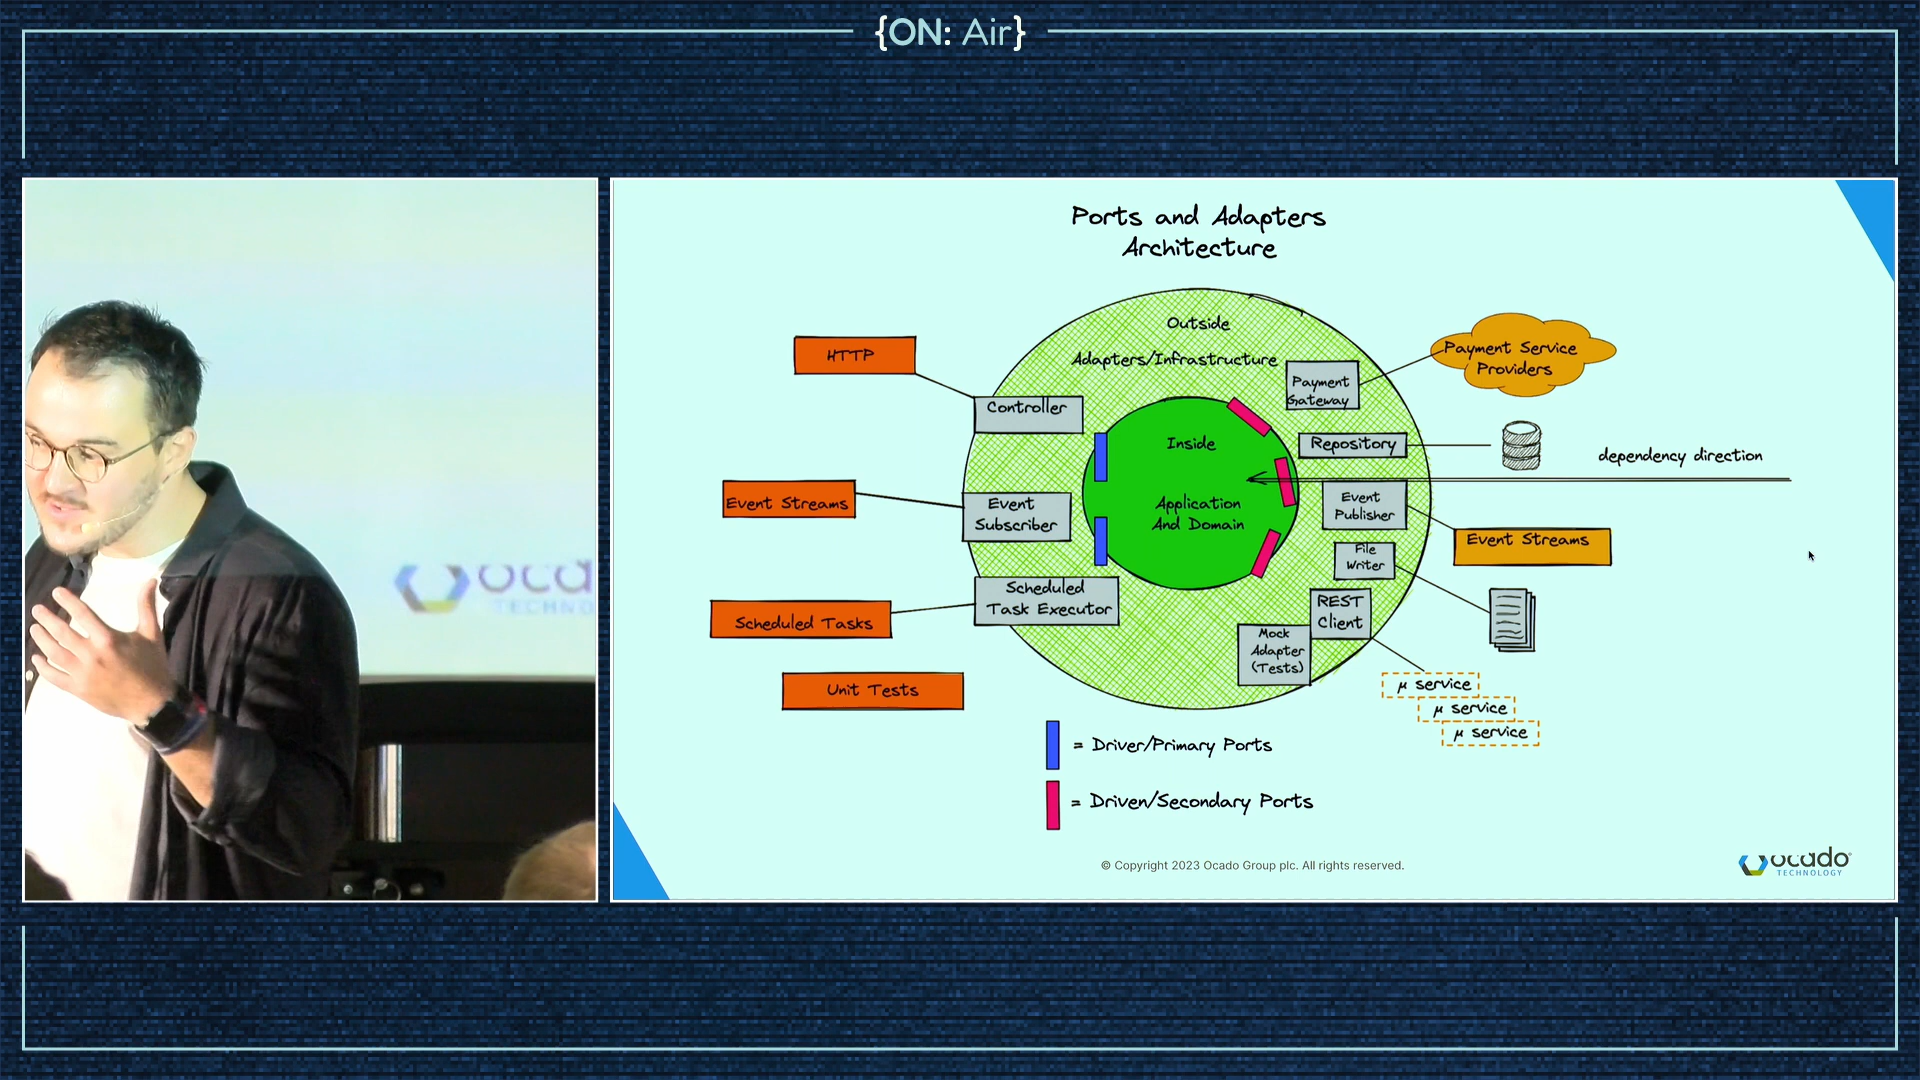 {ON: Air}
Ports and Adapters
Architecture
Outside
Adapters/Infrastructure
HTTP
Controller
Payment
Gateway
Payment Service
Providers
Inside
Repository
dependency direction
Event Streams
Event
Subscriber
Application
And Domain
Event
Publisher
Event Streams
File
Writer
Scheduled
Task Executor
Scheduled Tasks
REST
Client
Mock
Adapter
(Tests)
Unit Tests
μ service
μ service
μ service
= Driver/Primary Ports
= Driven/Secondary Ports
© Copyright 2023 Ocado Group plc. All rights reserved.
ocado
TECHNOLOGY
ocad
TECHNO